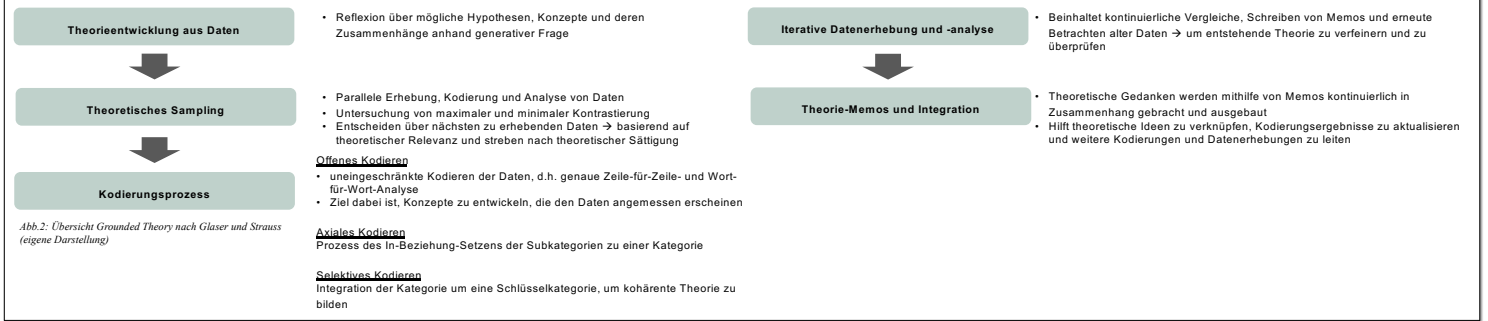 Theorieentwicklung aus Daten
• Reflexion über mögliche Hypothesen, Konzepte und deren
Zusammenhänge anhand generativer Frage
Theoretisches Sampling
• Parallele Erhebung, Kodierung und Analyse von Daten
• Untersuchung von maximaler und minimaler Kontrastierung
• Entscheiden über nächsten zu erhebenden Daten → basierend auf
theoretischer Relevanz und streben nach theoretischer Sättigung
Kodierungsprozess
Offenes Kodieren
• uneingeschränkte Kodieren der Daten, d.h. genaue Zeile-für-Zeile- und Wort-
für-Wort-Analyse
• Ziel dabei ist, Konzepte zu entwickeln, die den Daten angemessen erscheinen
Axiales Kodieren
Prozess des In-Beziehung-Setzens der Subkategorien zu einer Kategorie
Selektives Kodieren
Integration der Kategorie um eine Schlüsselkategorie, um kohärente Theorie zu
bilden
Abb.2: Übersicht Grounded Theory nach Glaser und Strauss
(eigene Darstellung)
Iterative Datenerhebung und -analyse
• Beinhaltet kontinuierliche Vergleiche, Schreiben von Memos und erneute
Betrachten alter Daten → um entstehende Theorie zu verfeinern und zu
überprüfen
Theorie-Memos und Integration
• Theoretische Gedanken werden mithilfe von Memos kontinuierlich in
Zusammenhang gebracht und ausgebaut
• Hilft theoretische Ideen zu verknüpfen, Kodierungsergebnisse zu aktualisieren
und weitere Kodierungen und Datenerhebungen zu leiten